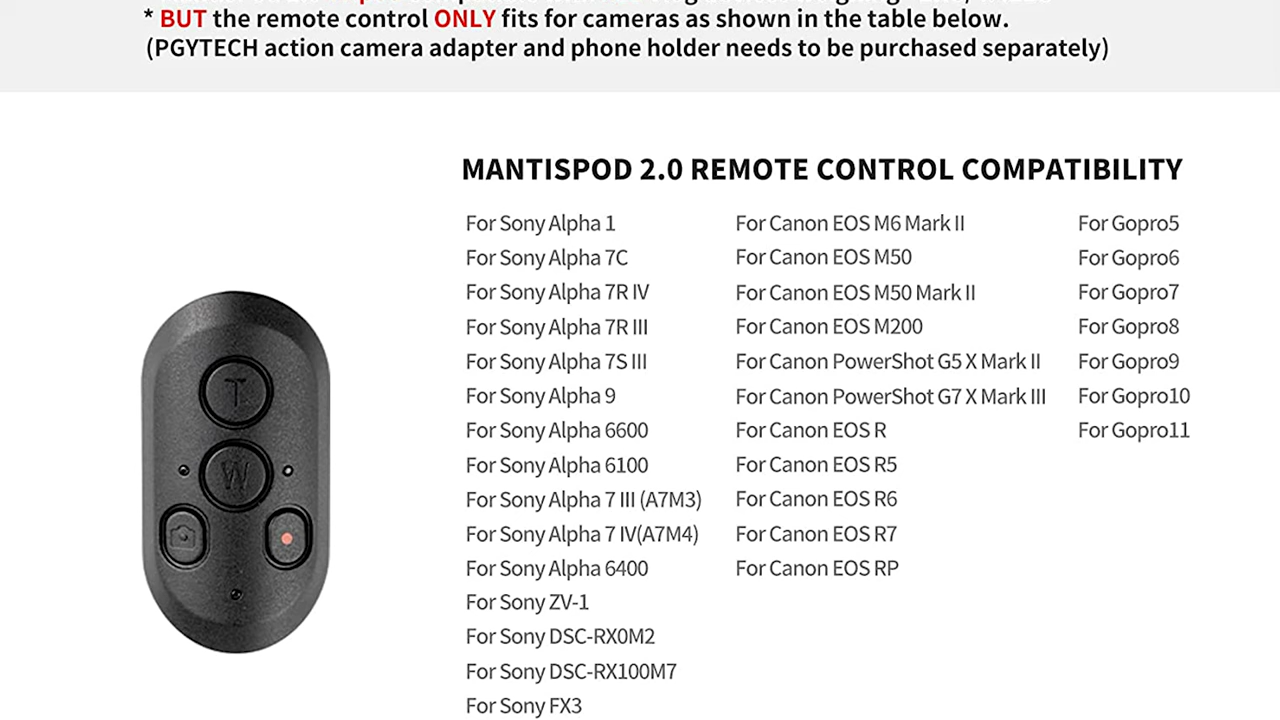 * BUT the remote control ONLY fits for cameras as shown in the table below.
(PGYTECH action camera adapter and phone holder needs to be purchased separately)
MANTISPOD 2.0 REMOTE CONTROL COMPATIBILITY
For Sony Alpha 1
For Sony Alpha 7C
For Sony Alpha 7R IV
For Sony Alpha 7R III
For Sony Alpha 7S III
For Sony Alpha 9
For Sony Alpha 6600
For Sony Alpha 6100
For Sony Alpha 7 III (A7M3)
For Sony Alpha 7 IV(A7M4)
For Sony Alpha 6400
For Sony ZV-1
For Sony DSC-RX0M2
For Sony DSC-RX100M7
For Sony FX3
For Canon EOS M6 Mark II
For Canon EOS M50
For Canon EOS M50 Mark II
For Canon EOS M200
For Canon PowerShot G5 X Mark II
For Canon PowerShot G7 X Mark III
For Canon EOS R
For Canon EOS R5
For Canon EOS R6
For Canon EOS R7
For Canon EOS RP
For Gopro5
For Gopro6
For Gopro7
For Gopro8
For Gopro9
For Gopro10
For Gopro11
T
W